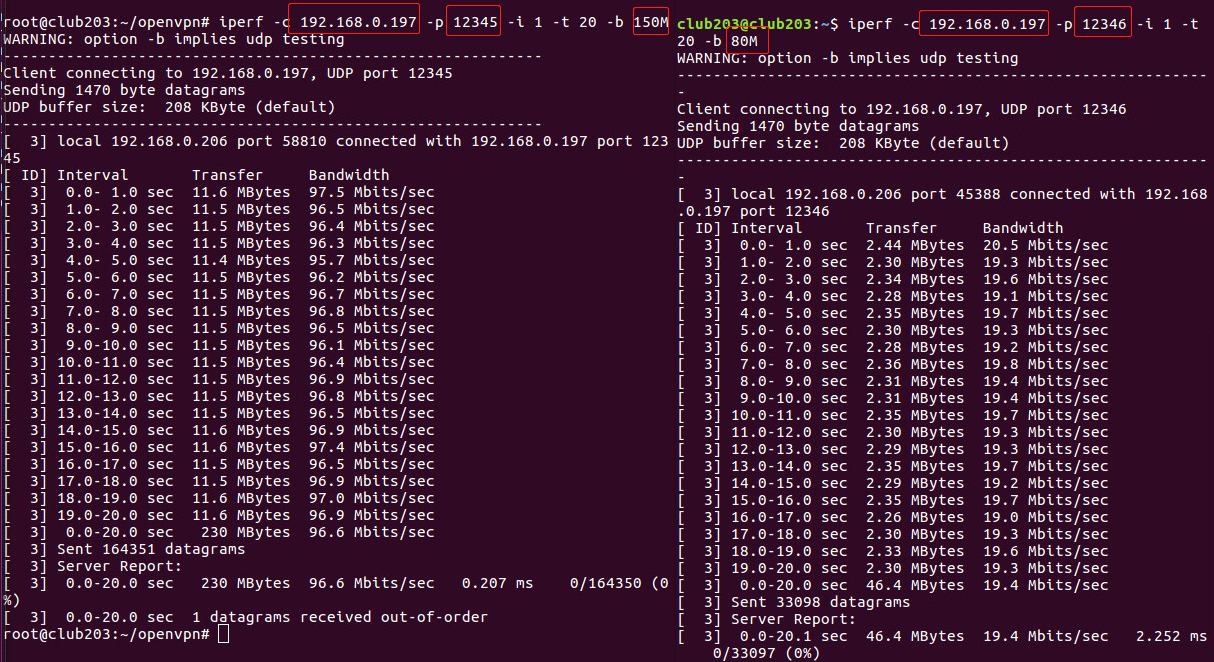 root@club203:~/openvpn# iperf -c 192.168.0.197 -p 12345 -i 1 -t 20 -b 150M
WARNING: option -b implies udp testing
------------------------------------------------------------
Client connecting to 192.168.0.197, UDP port 12345
Sending 1470 byte datagrams
UDP buffer size:  208 KByte (default)
------------------------------------------------------------
[  3] local 192.168.0.206 port 58810 connected with 192.168.0.197 port 123
45
[ ID] Interval       Transfer     Bandwidth
[  3]  0.0- 1.0 sec  11.6 MBytes  97.5 Mbits/sec
[  3]  1.0- 2.0 sec  11.5 MBytes  96.5 Mbits/sec
[  3]  2.0- 3.0 sec  11.5 MBytes  96.4 Mbits/sec
[  3]  3.0- 4.0 sec  11.5 MBytes  96.3 Mbits/sec
[  3]  4.0- 5.0 sec  11.4 MBytes  95.7 Mbits/sec
[  3]  5.0- 6.0 sec  11.5 MBytes  96.2 Mbits/sec
[  3]  6.0- 7.0 sec  11.5 MBytes  96.7 Mbits/sec
[  3]  7.0- 8.0 sec  11.5 MBytes  96.8 Mbits/sec
[  3]  8.0- 9.0 sec  11.5 MBytes  96.5 Mbits/sec
[  3]  9.0-10.0 sec  11.5 MBytes  96.1 Mbits/sec
[  3] 10.0-11.0 sec  11.5 MBytes  96.4 Mbits/sec
[  3] 11.0-12.0 sec  11.5 MBytes  96.9 Mbits/sec
[  3] 12.0-13.0 sec  11.5 MBytes  96.8 Mbits/sec
[  3] 13.0-14.0 sec  11.5 MBytes  96.5 Mbits/sec
[  3] 14.0-15.0 sec  11.6 MBytes  96.9 Mbits/sec
[  3] 15.0-16.0 sec  11.6 MBytes  97.4 Mbits/sec
[  3] 16.0-17.0 sec  11.5 MBytes  96.5 Mbits/sec
[  3] 17.0-18.0 sec  11.5 MBytes  96.9 Mbits/sec
[  3] 18.0-19.0 sec  11.6 MBytes  97.0 Mbits/sec
[  3] 19.0-20.0 sec  11.6 MBytes  96.9 Mbits/sec
[  3]  0.0-20.0 sec   230 MBytes  96.6 Mbits/sec
[  3] Sent 164351 datagrams
[  3] Server Report:
[  3]  0.0-20.0 sec   230 MBytes  96.6 Mbits/sec   0.207 ms    0/164350 (0
%)
[  3]  0.0-20.0 sec  1 datagrams received out-of-order
root@club203:~/openvpn#
club203@club203:~$ iperf -c 192.168.0.197 -p 12346 -i 1 -t
20 -b 80M
WARNING: option -b implies udp testing
-----------------------------------------------------------
-
Client connecting to 192.168.0.197, UDP port 12346
Sending 1470 byte datagrams
UDP buffer size:  208 KByte (default)
-----------------------------------------------------------
-
[  3] local 192.168.0.206 port 45388 connected with 192.168
.0.197 port 12346
[ ID] Interval       Transfer     Bandwidth
[  3]  0.0- 1.0 sec  2.44 MBytes  20.5 Mbits/sec
[  3]  1.0- 2.0 sec  2.30 MBytes  19.3 Mbits/sec
[  3]  2.0- 3.0 sec  2.34 MBytes  19.6 Mbits/sec
[  3]  3.0- 4.0 sec  2.28 MBytes  19.1 Mbits/sec
[  3]  4.0- 5.0 sec  2.35 MBytes  19.7 Mbits/sec
[  3]  5.0- 6.0 sec  2.30 MBytes  19.3 Mbits/sec
[  3]  6.0- 7.0 sec  2.28 MBytes  19.2 Mbits/sec
[  3]  7.0- 8.0 sec  2.36 MBytes  19.8 Mbits/sec
[  3]  8.0- 9.0 sec  2.31 MBytes  19.4 Mbits/sec
[  3]  9.0-10.0 sec  2.31 MBytes  19.4 Mbits/sec
[  3] 10.0-11.0 sec  2.35 MBytes  19.7 Mbits/sec
[  3] 11.0-12.0 sec  2.30 MBytes  19.3 Mbits/sec
[  3] 12.0-13.0 sec  2.29 MBytes  19.3 Mbits/sec
[  3] 13.0-14.0 sec  2.35 MBytes  19.7 Mbits/sec
[  3] 14.0-15.0 sec  2.29 MBytes  19.2 Mbits/sec
[  3] 15.0-16.0 sec  2.35 MBytes  19.7 Mbits/sec
[  3] 16.0-17.0 sec  2.26 MBytes  19.0 Mbits/sec
[  3] 17.0-18.0 sec  2.30 MBytes  19.3 Mbits/sec
[  3] 18.0-19.0 sec  2.33 MBytes  19.6 Mbits/sec
[  3] 19.0-20.0 sec  2.30 MBytes  19.3 Mbits/sec
[  3]  0.0-20.0 sec  46.4 MBytes  19.4 Mbits/sec
[  3] Sent 33098 datagrams
[  3] Server Report:
[  3]  0.0-20.1 sec  46.4 MBytes  19.4 Mbits/sec   2.252 ms
    0/33097 (0%)